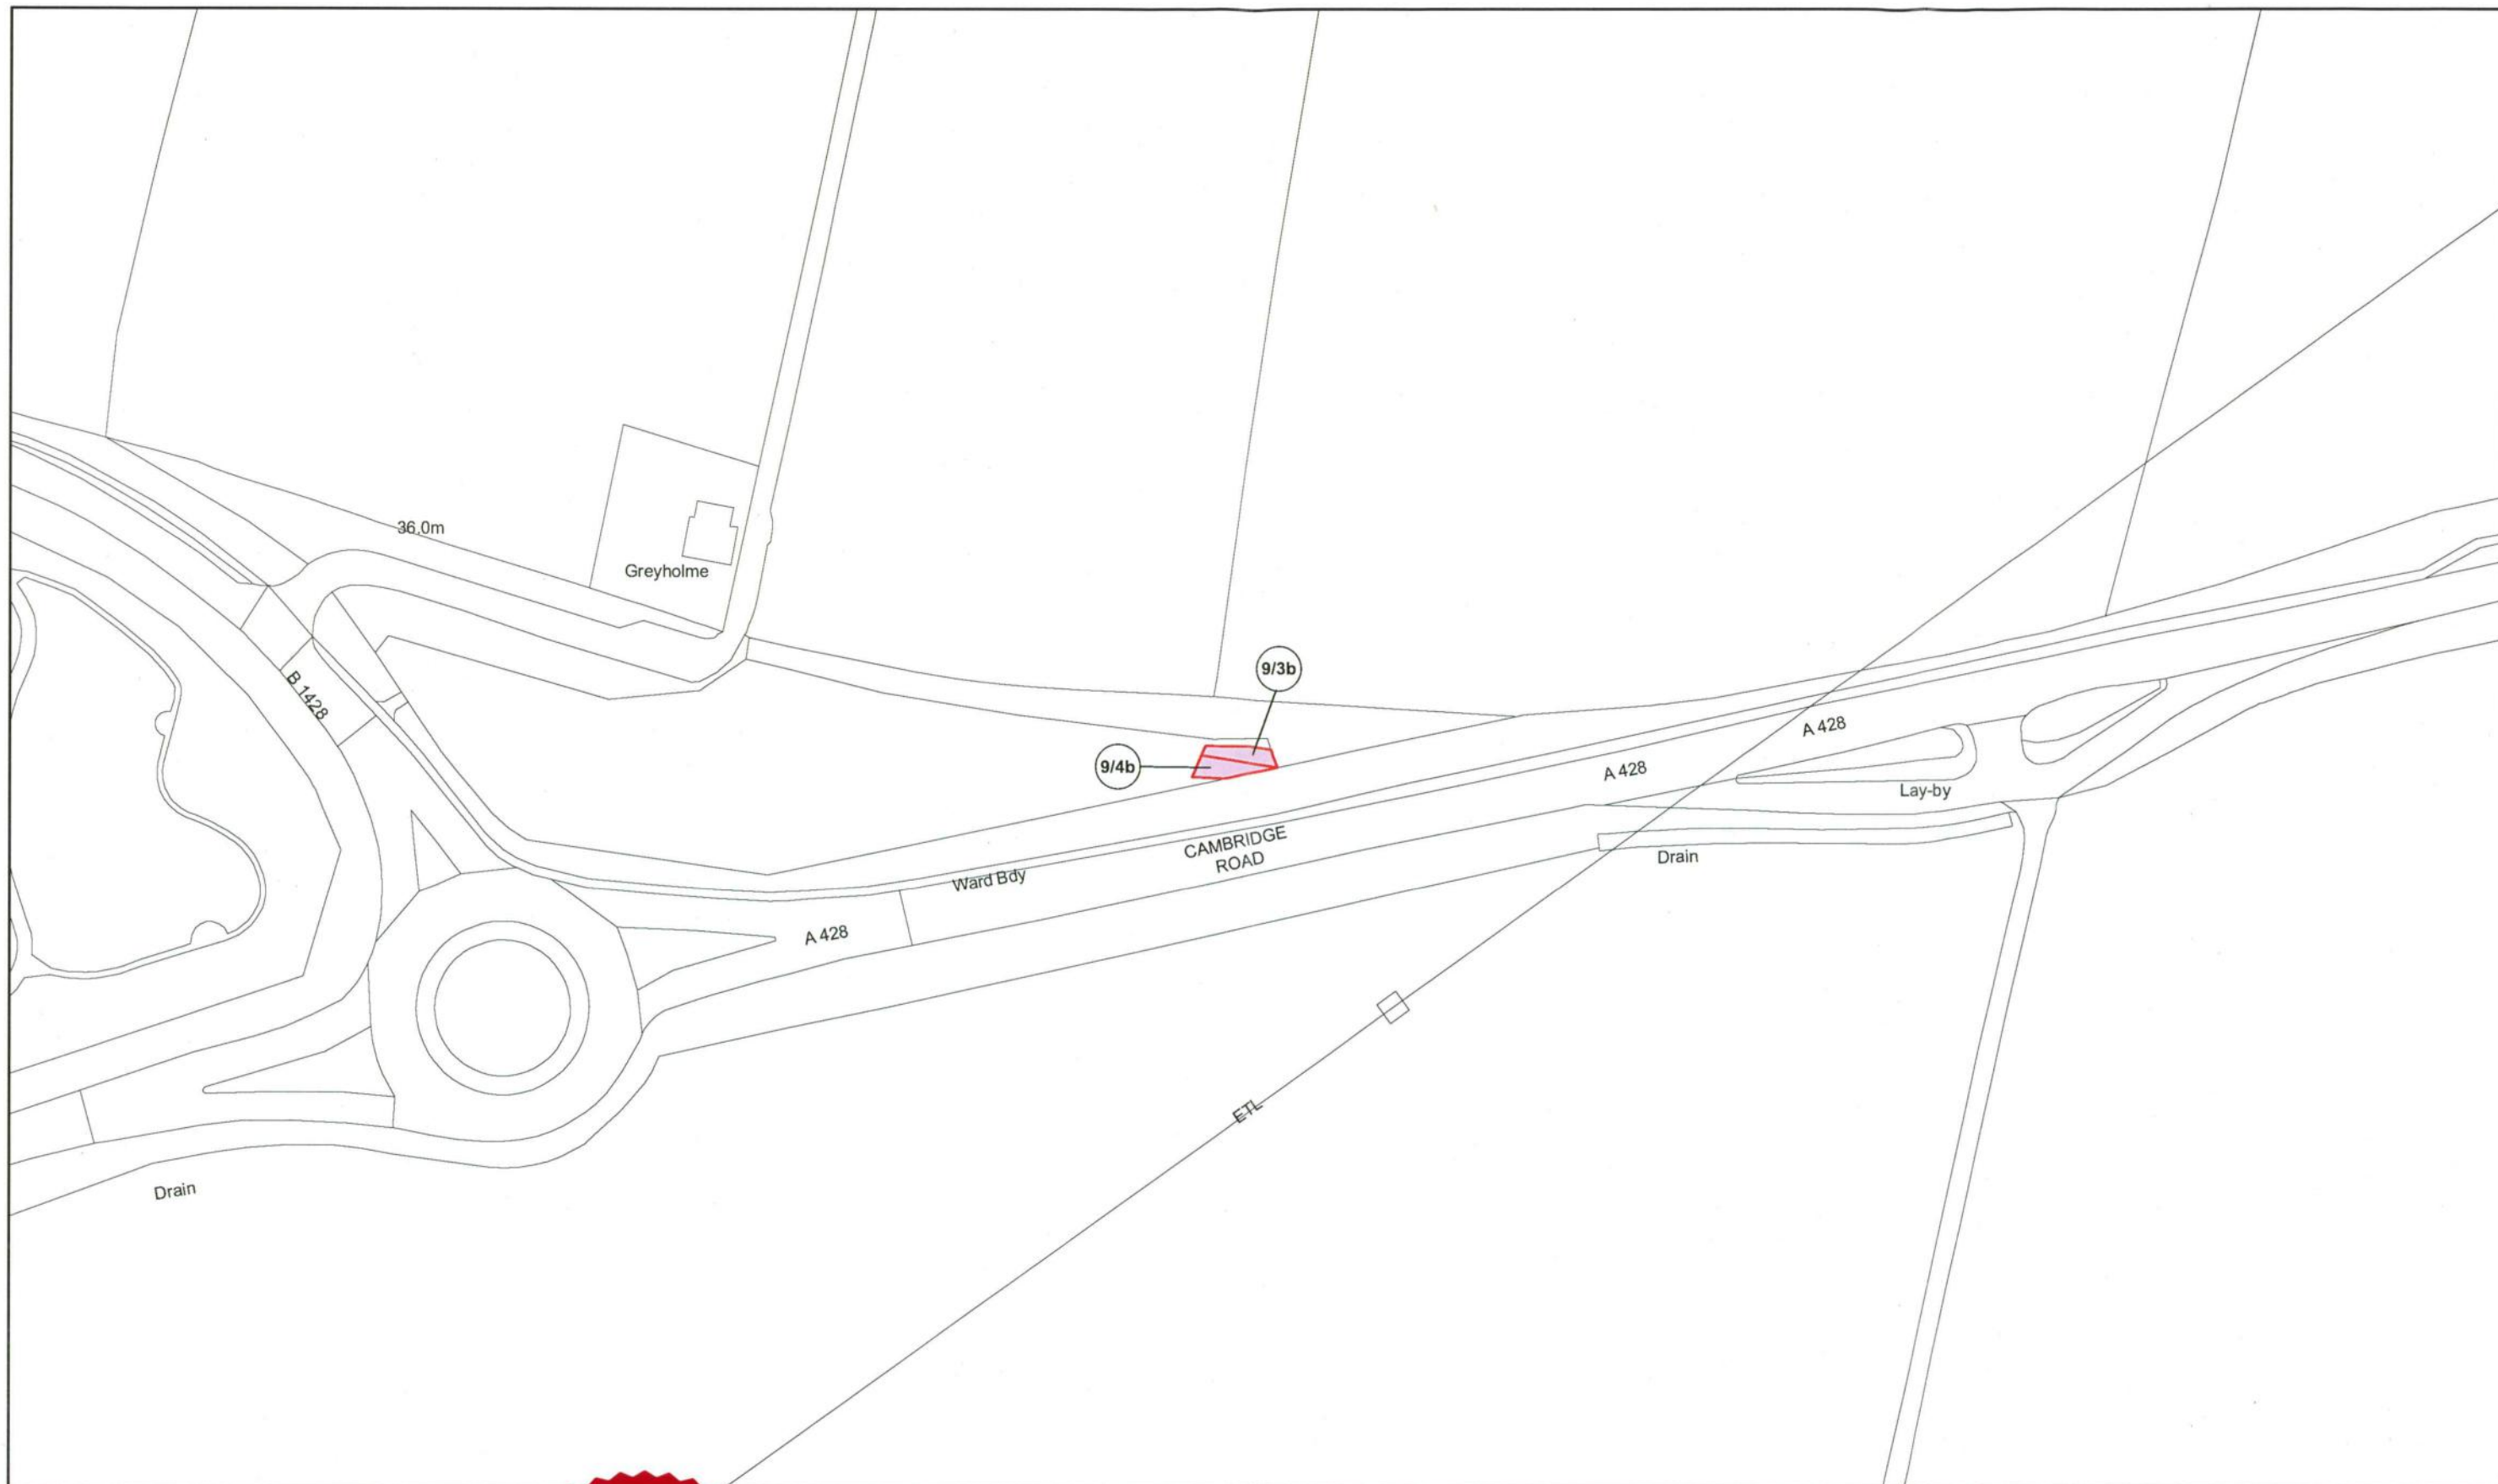 36.0m
Greyholme
9/3b
B 1428
A 428
9/4b
A 428
Lay-by
CAMBRIDGE
ROAD
Drain
Ward Bdy
A 428
ETL
Drain